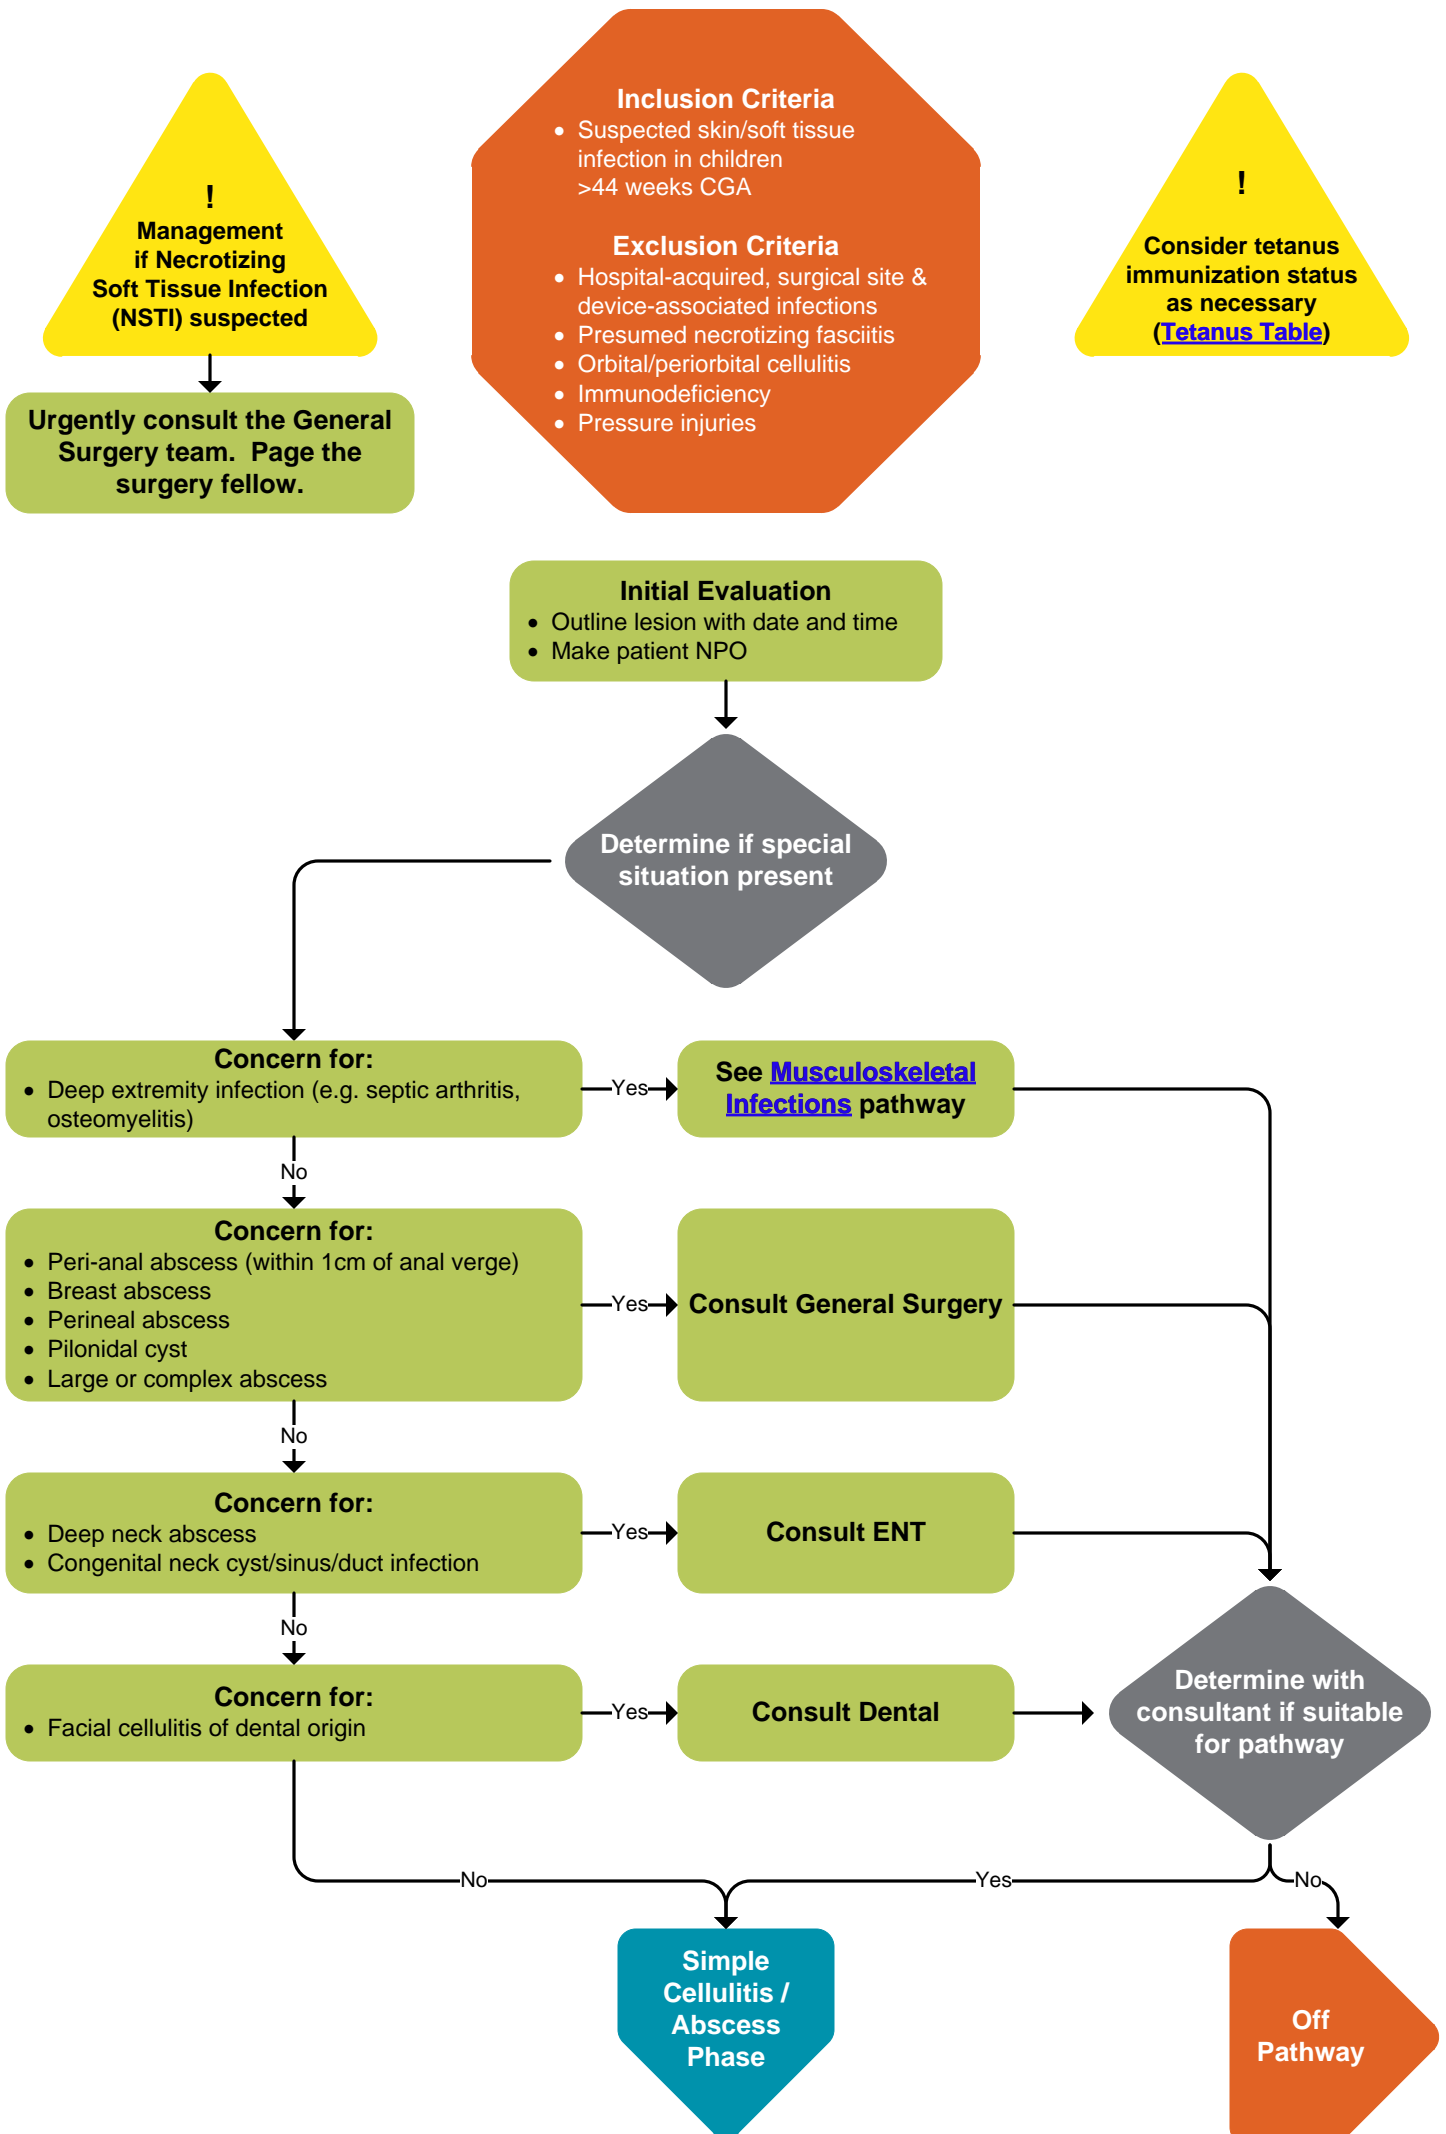 !
Management
if Necrotizing
Soft Tissue Infection
(NSTI) suspected
Urgently consult the General
Surgery team.  Page the
surgery fellow.
Inclusion Criteria
• Suspected skin/soft tissue
infection in children
>44 weeks CGA
Exclusion Criteria
• Hospital-acquired, surgical site &
device-associated infections
• Presumed necrotizing fasciitis
• Orbital/periorbital cellulitis
• Immunodeficiency
• Pressure injuries
!
Consider tetanus
immunization status
as necessary
(Tetanus Table)
Initial Evaluation
• Outline lesion with date and time
• Make patient NPO
Determine if special
situation present
Concern for:
• Deep extremity infection (e.g. septic arthritis,
osteomyelitis)
Yes
See Musculoskeletal
Infections pathway
No
Concern for:
• Peri-anal abscess (within 1cm of anal verge)
• Breast abscess
• Perineal abscess
• Pilonidal cyst
• Large or complex abscess
Yes
Consult General Surgery
No
Concern for:
• Deep neck abscess
• Congenital neck cyst/sinus/duct infection
Yes
Consult ENT
No
Concern for:
• Facial cellulitis of dental origin
Yes
Consult Dental
Determine with
consultant if suitable
for pathway
No
Yes
No
Simple
Cellulitis /
Abscess
Phase
Off
Pathway